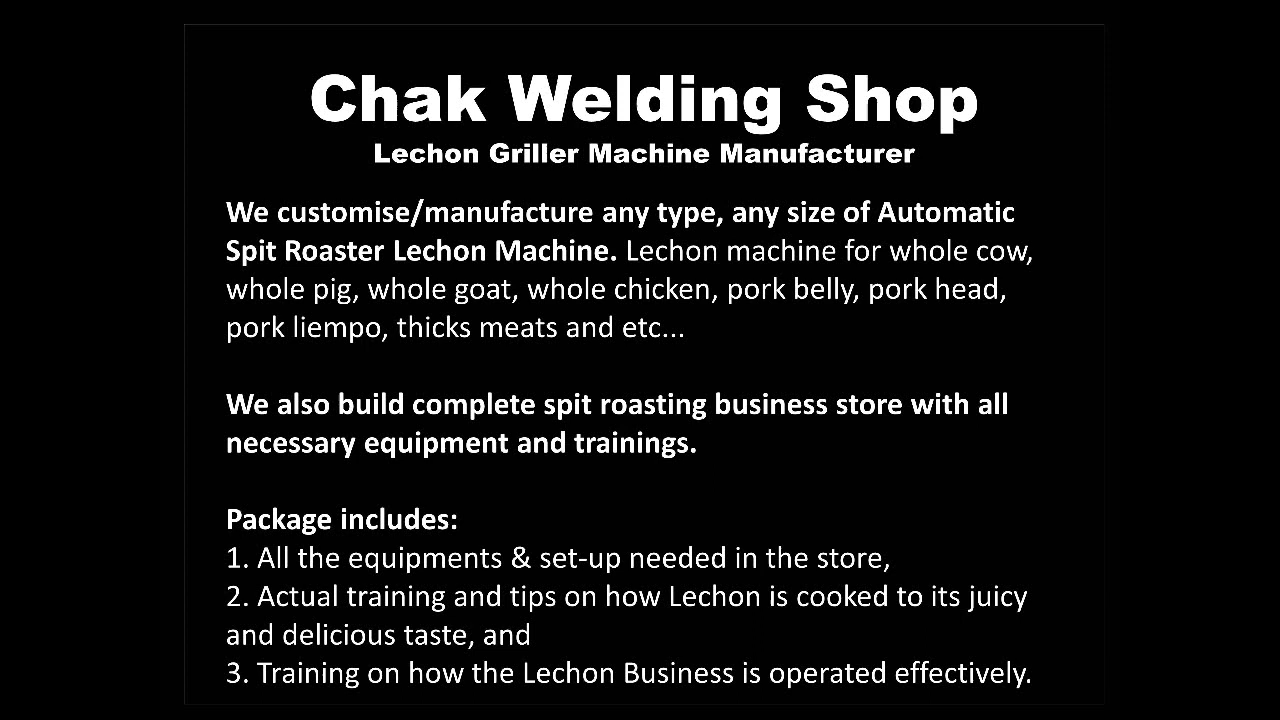 Chak Welding Shop
Lechon Griller Machine Manufacturer
We customise/manufacture any type, any size of Automatic
Spit Roaster Lechon Machine. Lechon machine for whole cow,
whole pig, whole goat, whole chicken, pork belly, pork head,
pork liempo, thicks meats and etc...
We also build complete spit roasting business store with all
necessary equipment and trainings.
Package includes:
1. All the equipments & set-up needed in the store,
2. Actual training and tips on how Lechon is cooked to its juicy
and delicious taste, and
3. Training on how the Lechon Business is operated effectively.